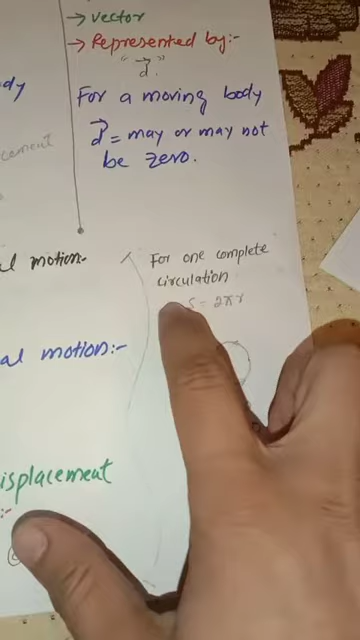 → vector
→ Represented by:-
"d⃗".
For a moving body
d⃗ = may or may not
be zero.
For one complete
circulation
S = 2πr
motion:-
al motion:-